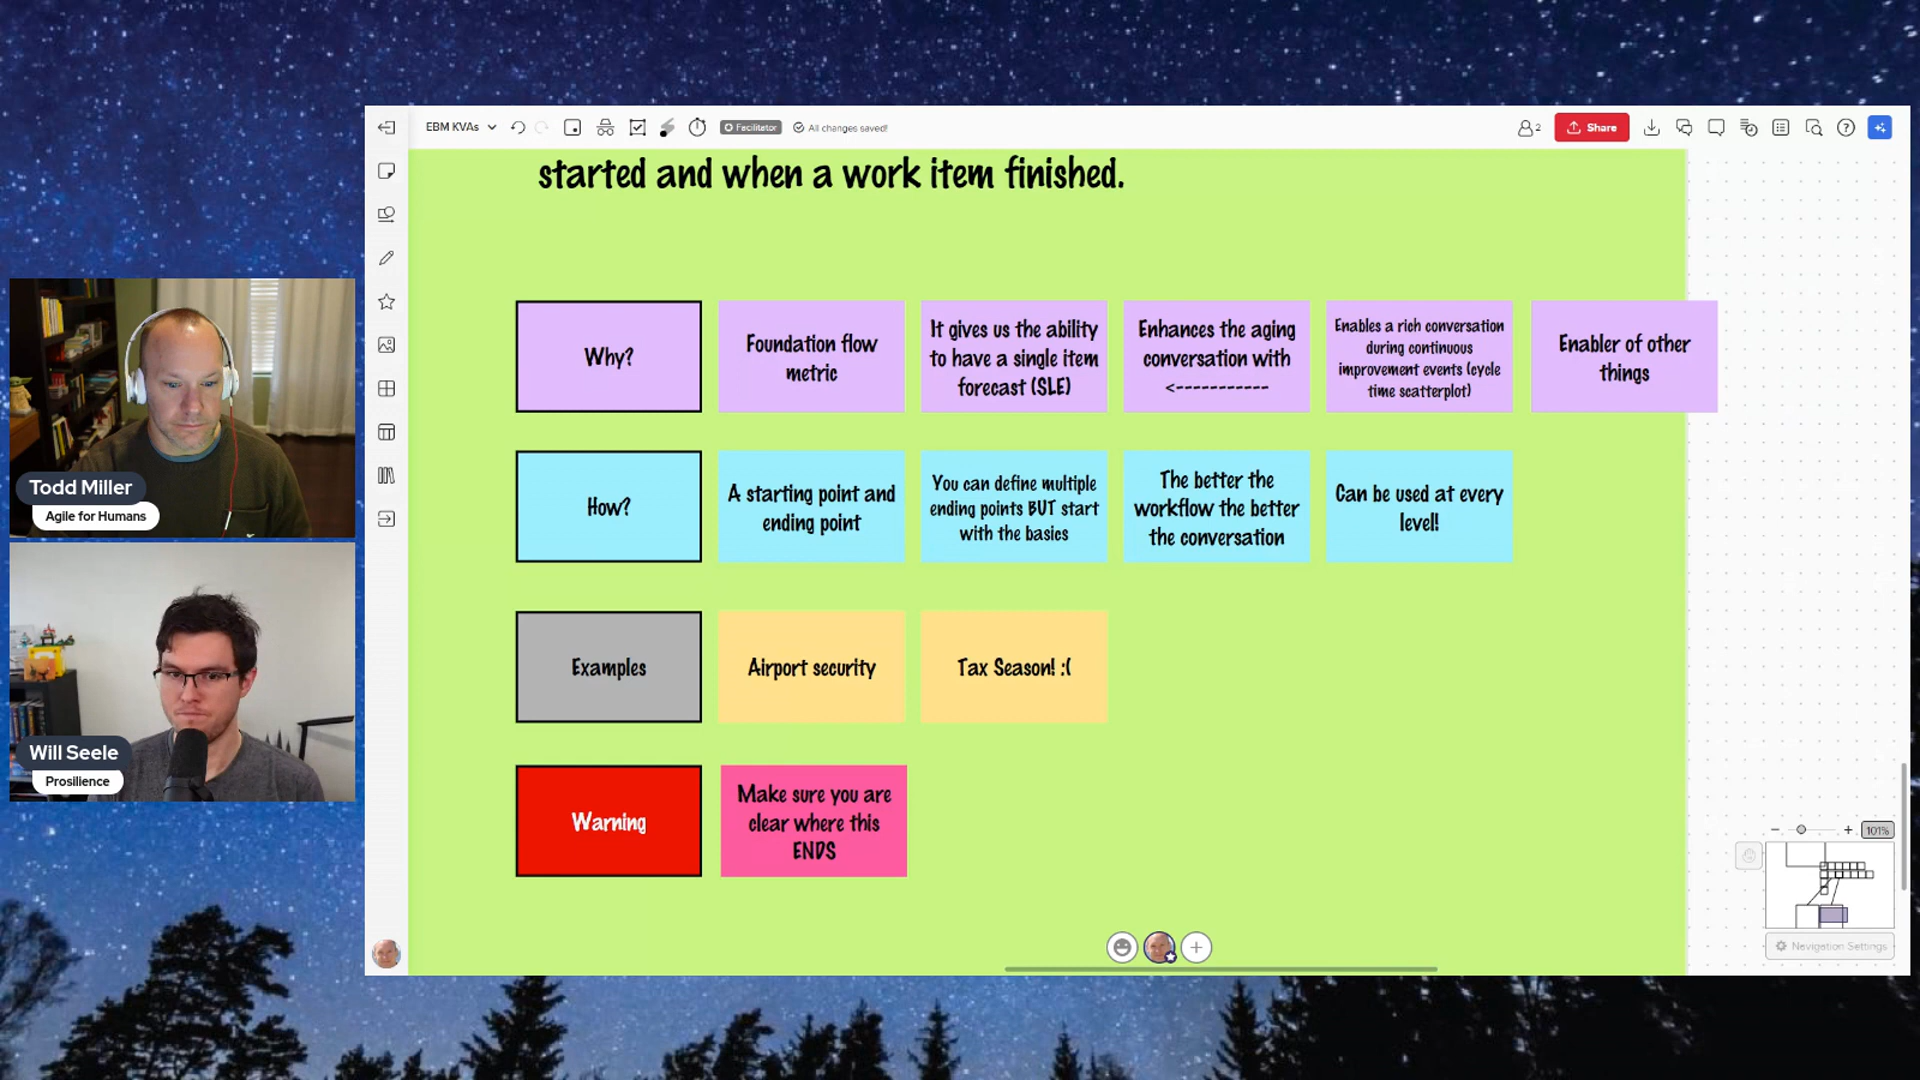 EBM KVAs
Facilitator
All changes saved!
2
Share
started and when a work item finished.
Why?
Foundation flow
metric
It gives us the ability
to have a single item
forecast (SLE)
Enhances the aging
conversation with
<-----------
Enables a rich conversation
during continuous
improvement events (cycle
time scatterplot)
Enabler of other
things
How?
A starting point and
ending point
You can define multiple
ending points BUT start
with the basics
The better the
workflow the better
the conversation
Can be used at every
level!
Examples
Airport security
Tax Season! :(
Warning
Make sure you are
clear where this
ENDS
Todd Miller
Agile for Humans
Will Seele
Prosilience
101%
Navigation Settings